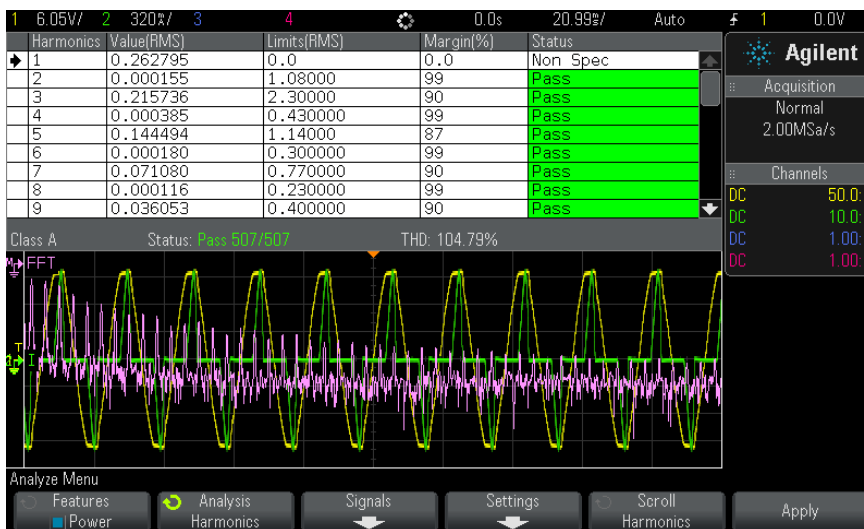 1 6.05V/ 2 320%/ 3 4 0.0s 20.99%/ Auto 1 0.0V
Harmonics Value(RMS) Limits(RMS) Margin(%) Status
1 0.262795 0.0 0.0 Non Spec
2 0.000155 1.08000 99 Pass
3 0.215736 2.30000 90 Pass
4 0.000385 0.430000 99 Pass
5 0.144494 1.14000 87 Pass
6 0.000180 0.300000 99 Pass
7 0.071080 0.770000 90 Pass
8 0.000116 0.230000 99 Pass
9 0.036053 0.400000 90 Pass
Class A Status: Pass 507/507 THD: 104.79%
FFT
I
Agilent
Acquisition
Normal
2.00MSa/s
Channels
DC 50.0:
DC 10.0:
DC 1.00:
DC 1.00:
Analyze Menu
Features
Power
Analysis
Harmonics
Signals
Settings
Scroll
Harmonics
Apply